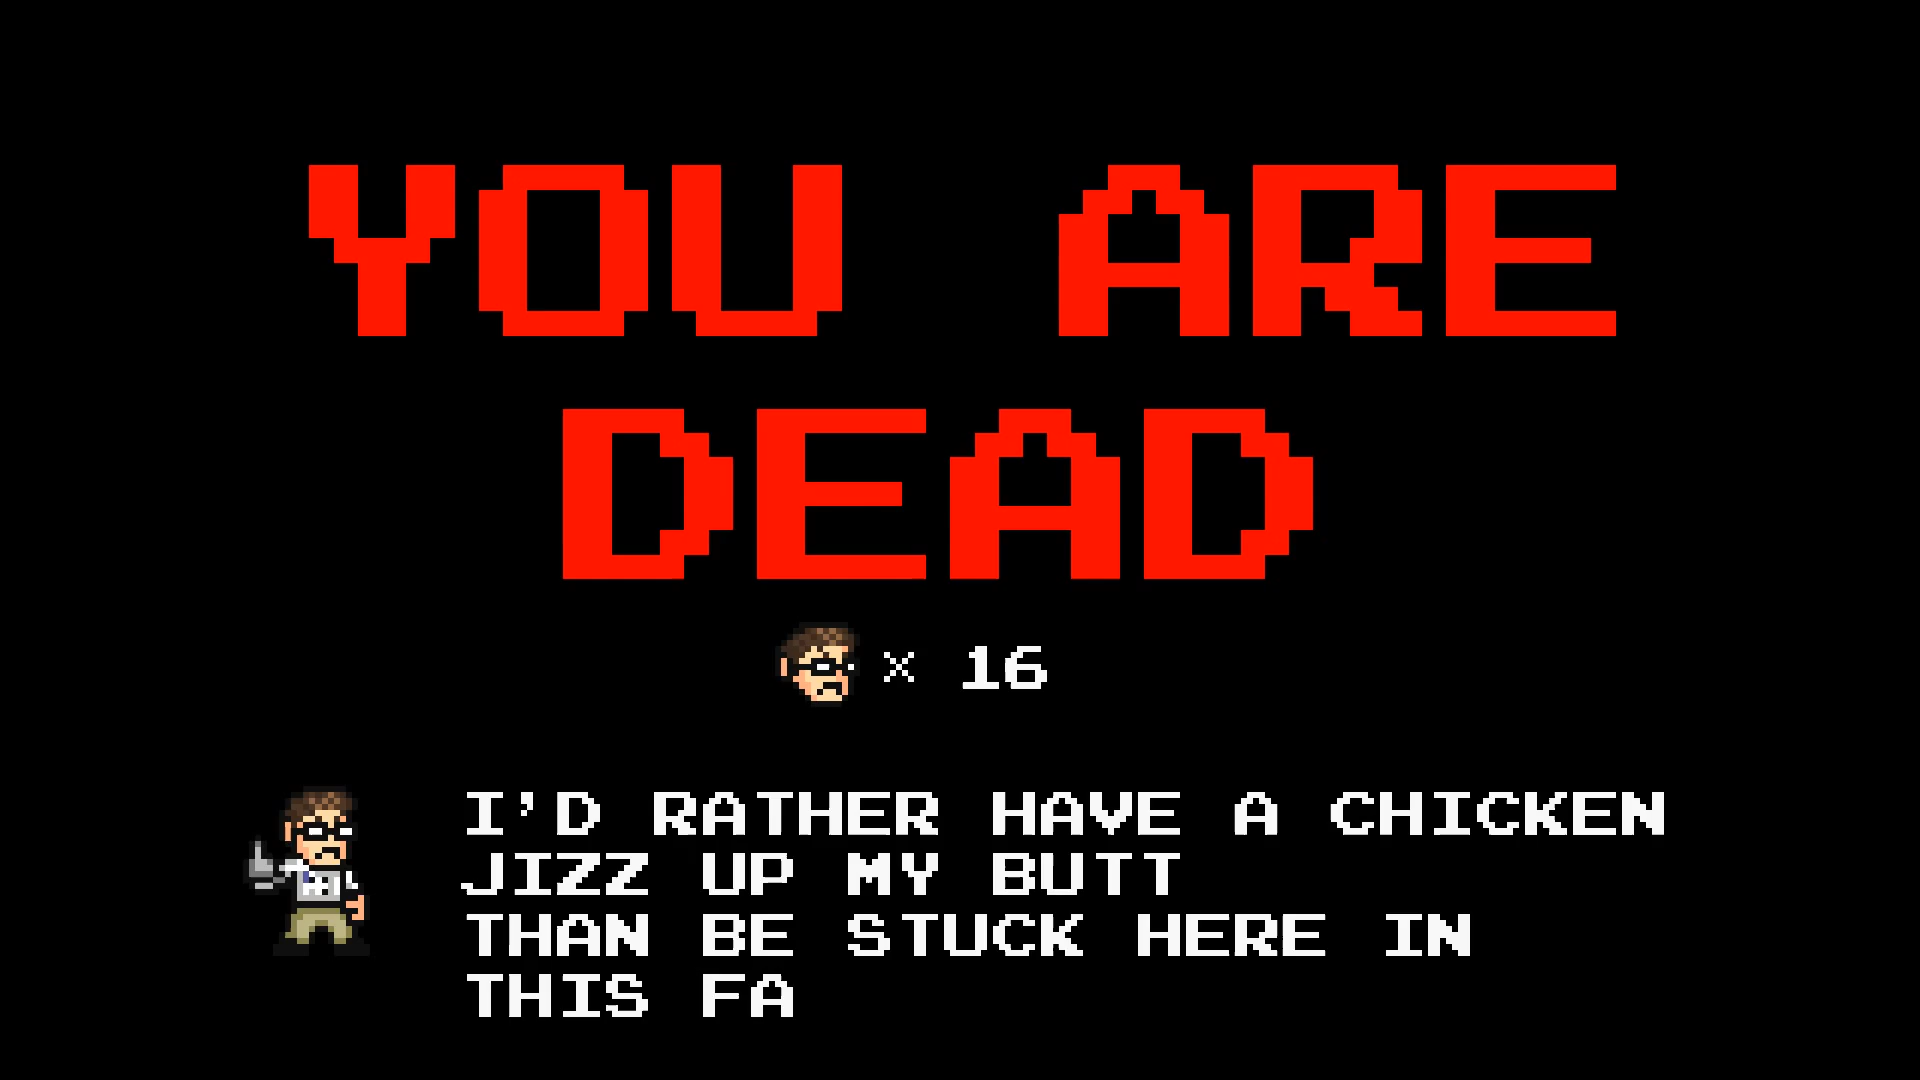 YOU ARE
DEAD
× 16
I'D RATHER HAVE A CHICKEN
JIZZ UP MY BUTT
THAN BE STUCK HERE IN
THIS FA